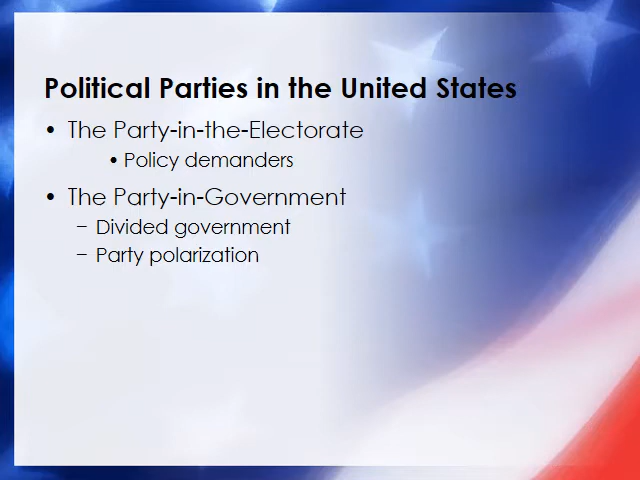 Political Parties in the United States
• The Party-in-the-Electorate
• Policy demanders
• The Party-in-Government
– Divided government
– Party polarization